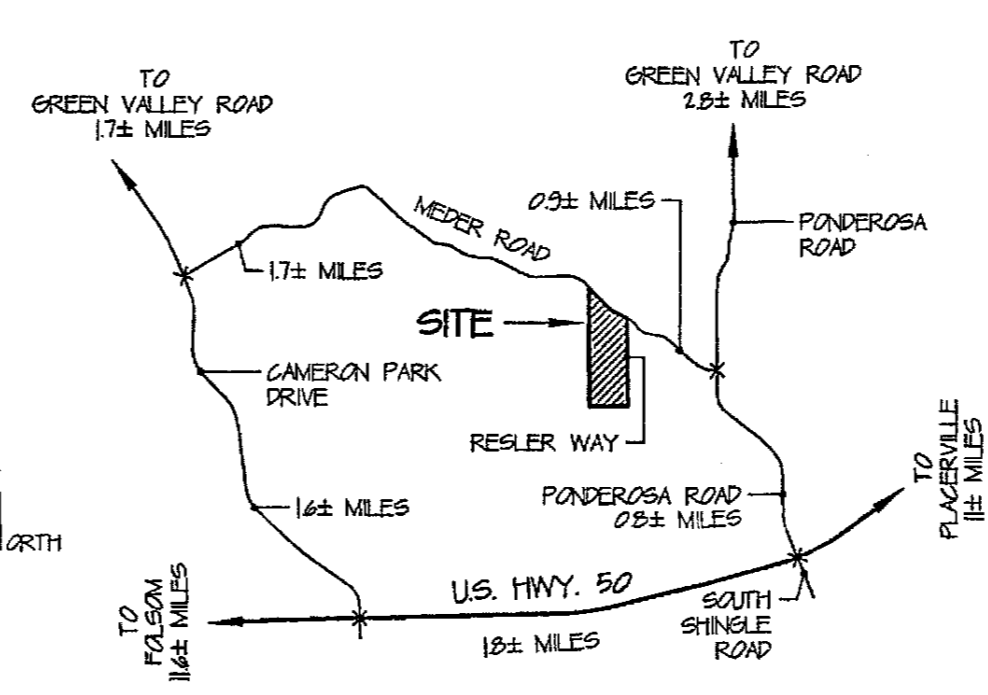 TO
GREEN VALLEY ROAD
1.7± MILES
TO
GREEN VALLEY ROAD
2.8± MILES
MEDER ROAD
0.9± MILES
PONDEROSA
ROAD
1.7± MILES
SITE
CAMERON PARK
DRIVE
RESLER WAY
TO
PLACERVILLE
11± MILES
PONDEROSA ROAD
0.8± MILES
1.6± MILES
ORTH
U.S. HWY. 50
SOUTH
SHINGLE
ROAD
TO
FOLSOM
11.6± MILES
1.8± MILES